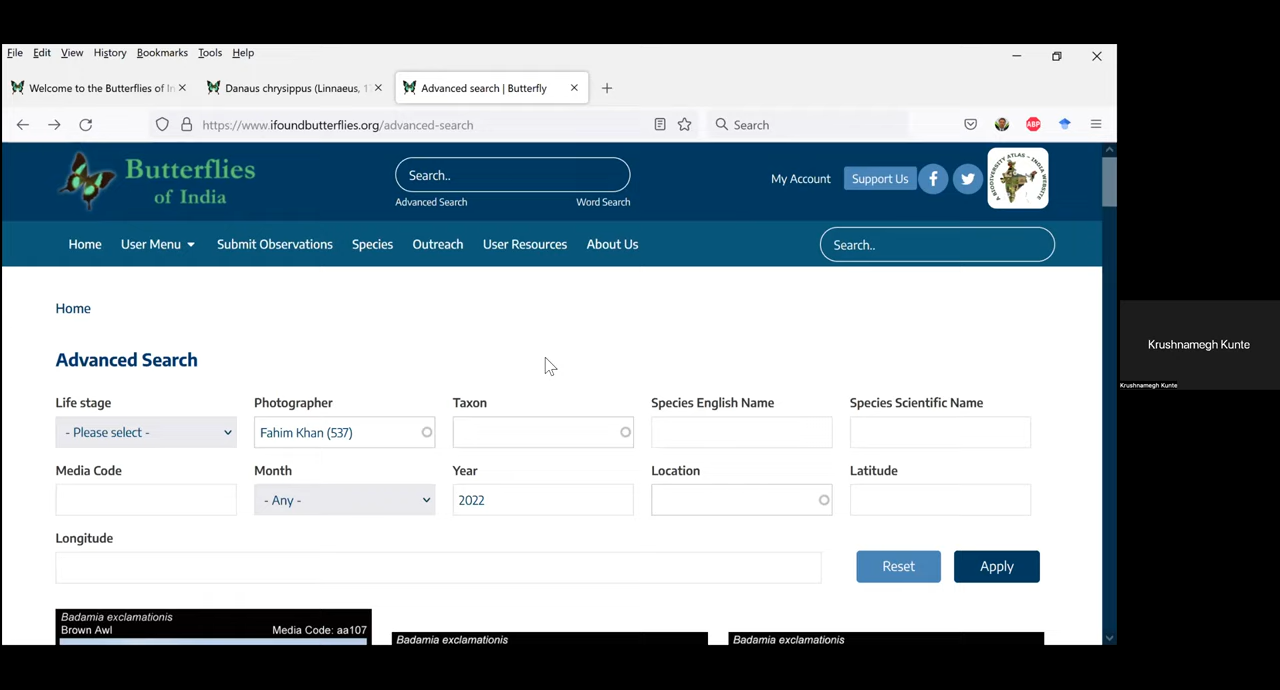 File Edit View History Bookmarks Tools Help
Welcome to the Butterflies of In
Danaus chrysippus (Linnaeus, 1
Advanced search | Butterfly
https://www.ifoundbutterflies.org/advanced-search
Search
ABP
Butterflies
of India
Search..
Advanced Search
Word Search
My Account
Support Us
Home
User Menu
Submit Observations
Species
Outreach
User Resources
About Us
Search..
Home
Advanced Search
Life stage
Photographer
Taxon
Species English Name
Species Scientific Name
- Please select -
Fahim Khan (537)
Media Code
Month
Year
Location
Latitude
- Any -
2022
Longitude
Reset
Apply
Badamia exclamationis
Brown Awl
Media Code: aa107
Badamia exclamationis
Badamia exclamationis
Krushnamegh Kunte
Krushnamegh Kunte